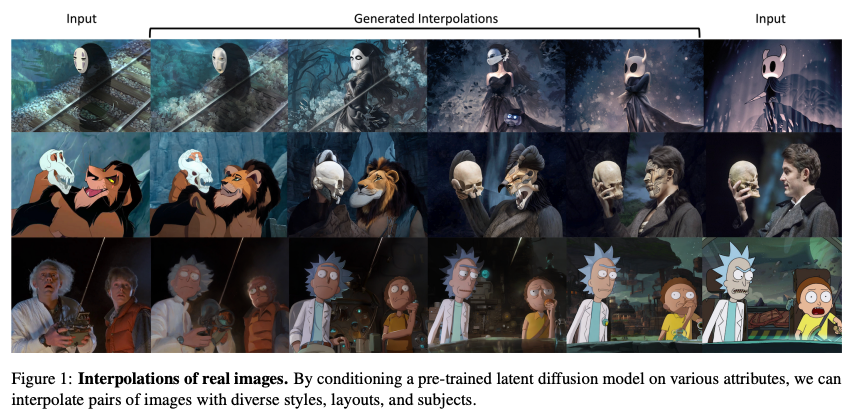 Input
Generated Interpolations
Input
Figure 1: Interpolations of real images. By conditioning a pre-trained latent diffusion model on various attributes, we can
interpolate pairs of images with diverse styles, layouts, and subjects.